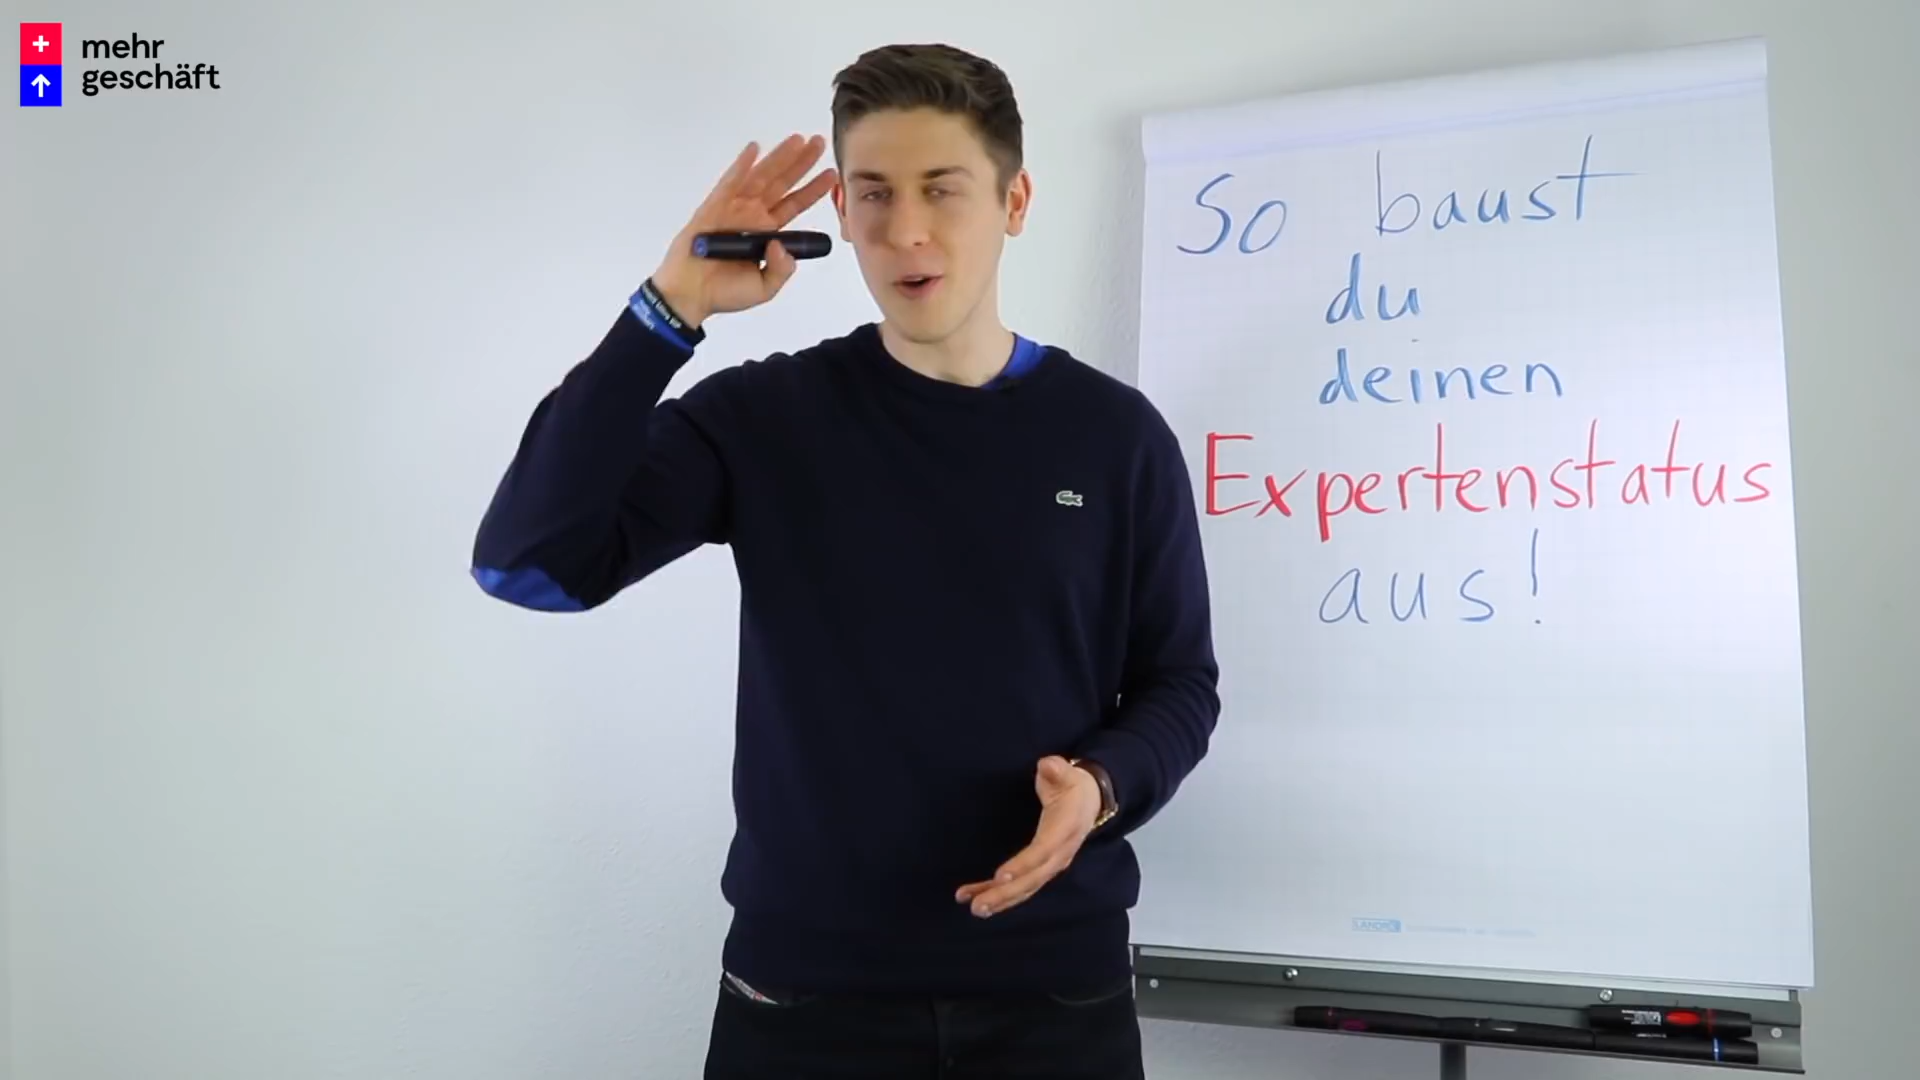 mehr
geschäft
So baust
du
deinen
Expertenstatus
aus!